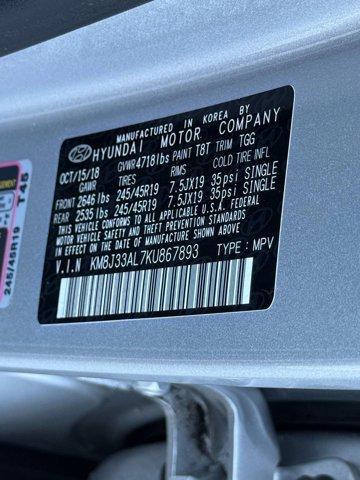 MANUFACTURED IN KOREA BY
HYUNDAI MOTOR COMPANY
OCT/15/18 GVWR 4718lbs PAINT T8T TRIM TGG
GAWR TIRES RIMS COLD TIRE INFL
FRONT 2646 lbs 245/45R19 7.5JX19 35psi SINGLE
REAR 2535 lbs 245/45R19 7.5JX19 35psi SINGLE
THIS VEHICLE CONFORMS TO ALL APPLICABLE U.S.A. FEDERAL
MOTOR VEHICLE SAFETY AND THEFT PREVENTION STANDARDS
IN EFFECT ON THE DATE OF MANUFACTURE SHOWN ABOVE.
V.I.N KM8J33AL7KU867893 TYPE: MPV
T45
245/45R19